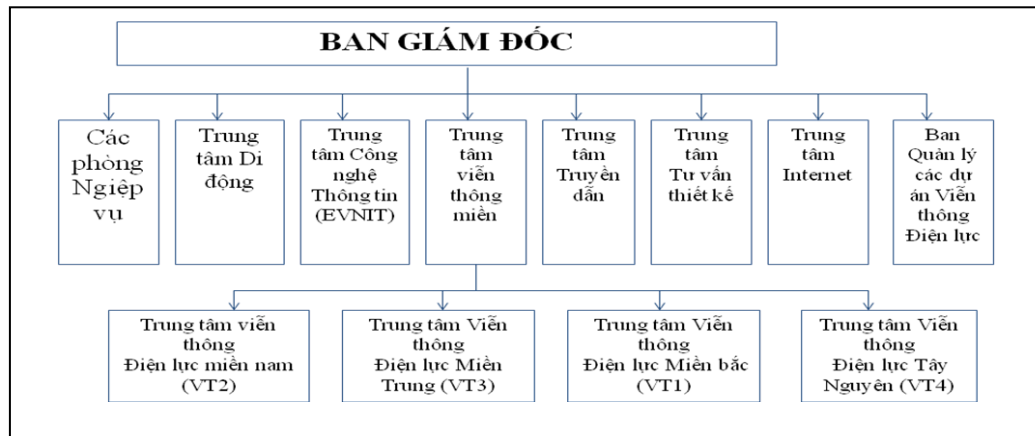 BAN GIÁM ĐỐC
Các
phòng
Ngiệp
vụ
Trung
tâm Di
động
Trung
tâm Công
nghệ
Thông tin
(EVNIT)
Trung
tâm
viễn
thông
miền
Trung
tâm
Truyền
dẫn
Trung
tâm
Tư vấn
thiết kế
Trung
tâm
Internet
Ban
Quản lý
các dự
án Viễn
thông
Điện lực
Trung tâm viễn
thông
Điện lực miền nam
(VT2)
Trung tâm Viễn
thông
Điện lực Miền
Trung (VT3)
Trung tâm Viễn
thông
Điện lực Miền bắc
(VT1)
Trung tâm Viễn
thông
Điện lực Tây
Nguyên (VT4)